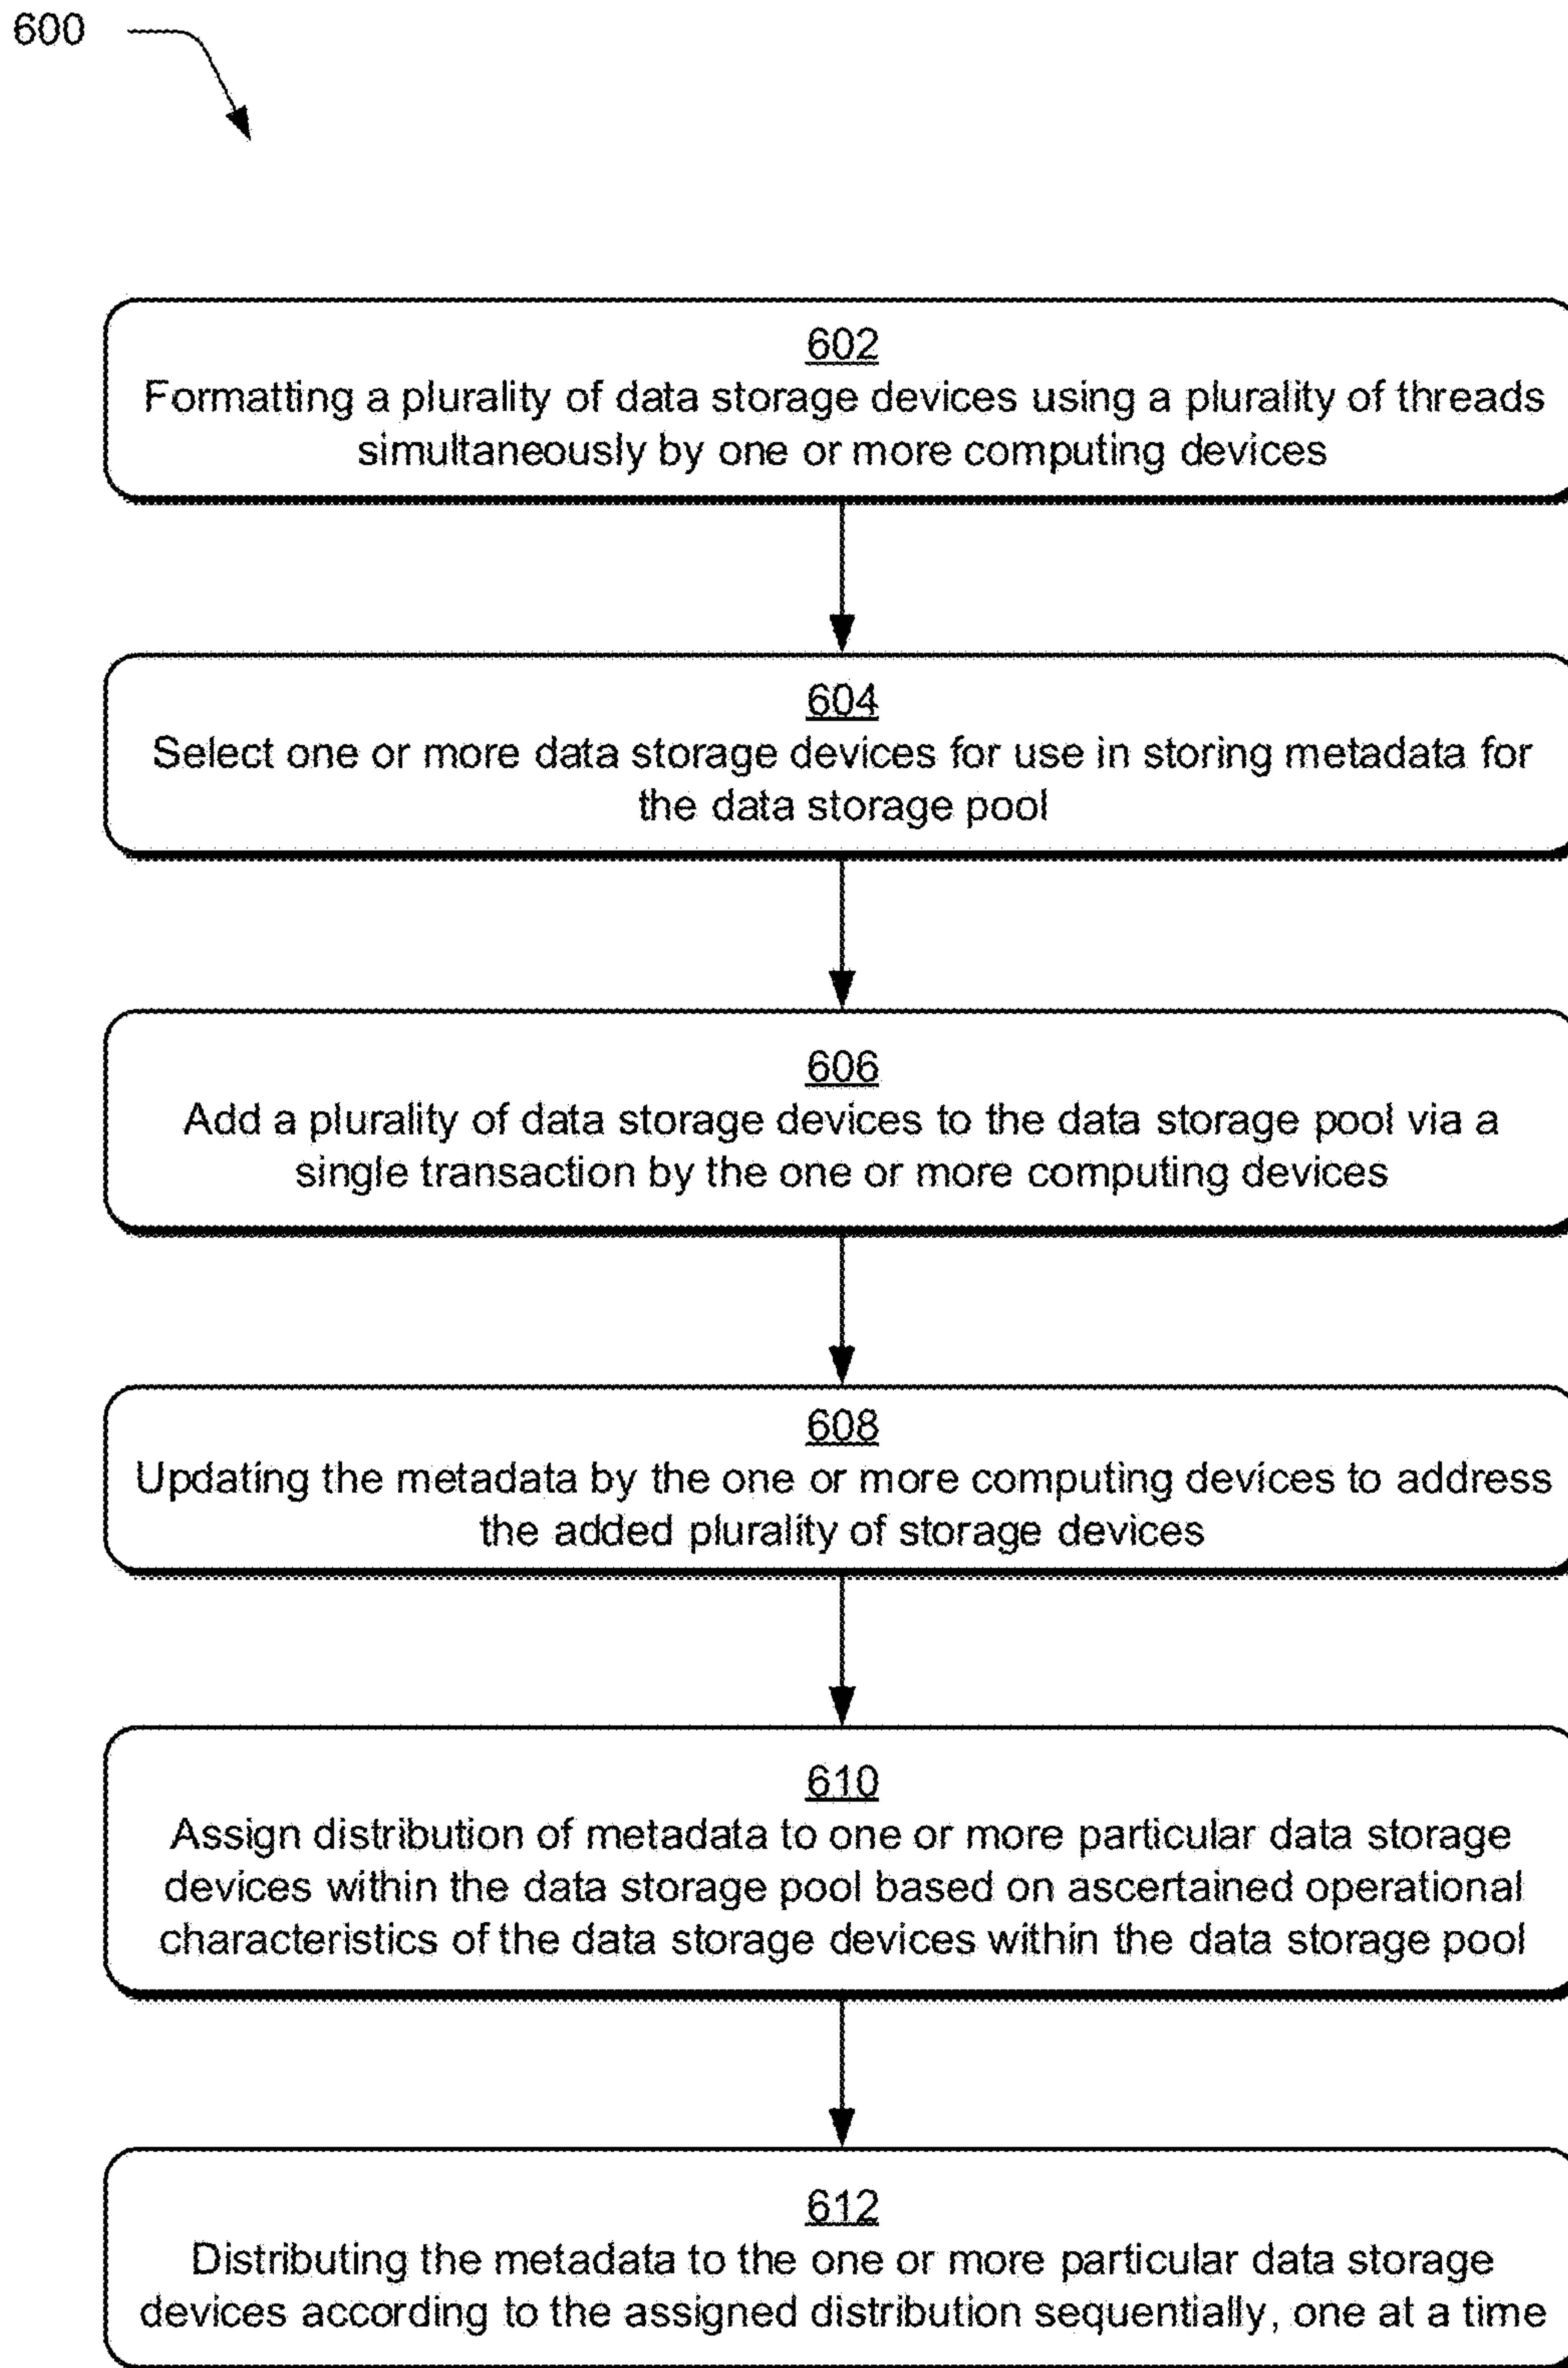 600
602
Formatting a plurality of data storage devices using a plurality of threads
simultaneously by one or more computing devices
604
Select one or more data storage devices for use in storing metadata for
the data storage pool
606
Add a plurality of data storage devices to the data storage pool via a
single transaction by the one or more computing devices
608
Updating the metadata by the one or more computing devices to address
the added plurality of storage devices
610
Assign distribution of metadata to one or more particular data storage
devices within the data storage pool based on ascertained operational
characteristics of the data storage devices within the data storage pool
612
Distributing the metadata to the one or more particular data storage
devices according to the assigned distribution sequentially, one at a time